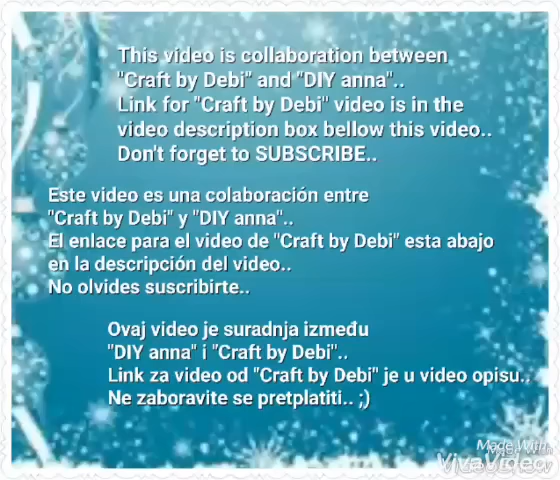 This video is collaboration between
"Craft by Debi" and "DIY anna"..
Link for "Craft by Debi" video is in the
video description box bellow this video..
Don't forget to SUBSCRIBE..
Este video es una colaboración entre
"Craft by Debi" y "DIY anna"..
El enlace para el video de "Craft by Debi" esta abajo
en la descripción del video..
No olvides suscribirte..
Ovaj video je suradnja između
"DIY anna" i "Craft by Debi"..
Link za video od "Craft by Debi" je u video opisu..
Ne zaboravite se pretplatiti.. ;)
Made With
VivaVideo